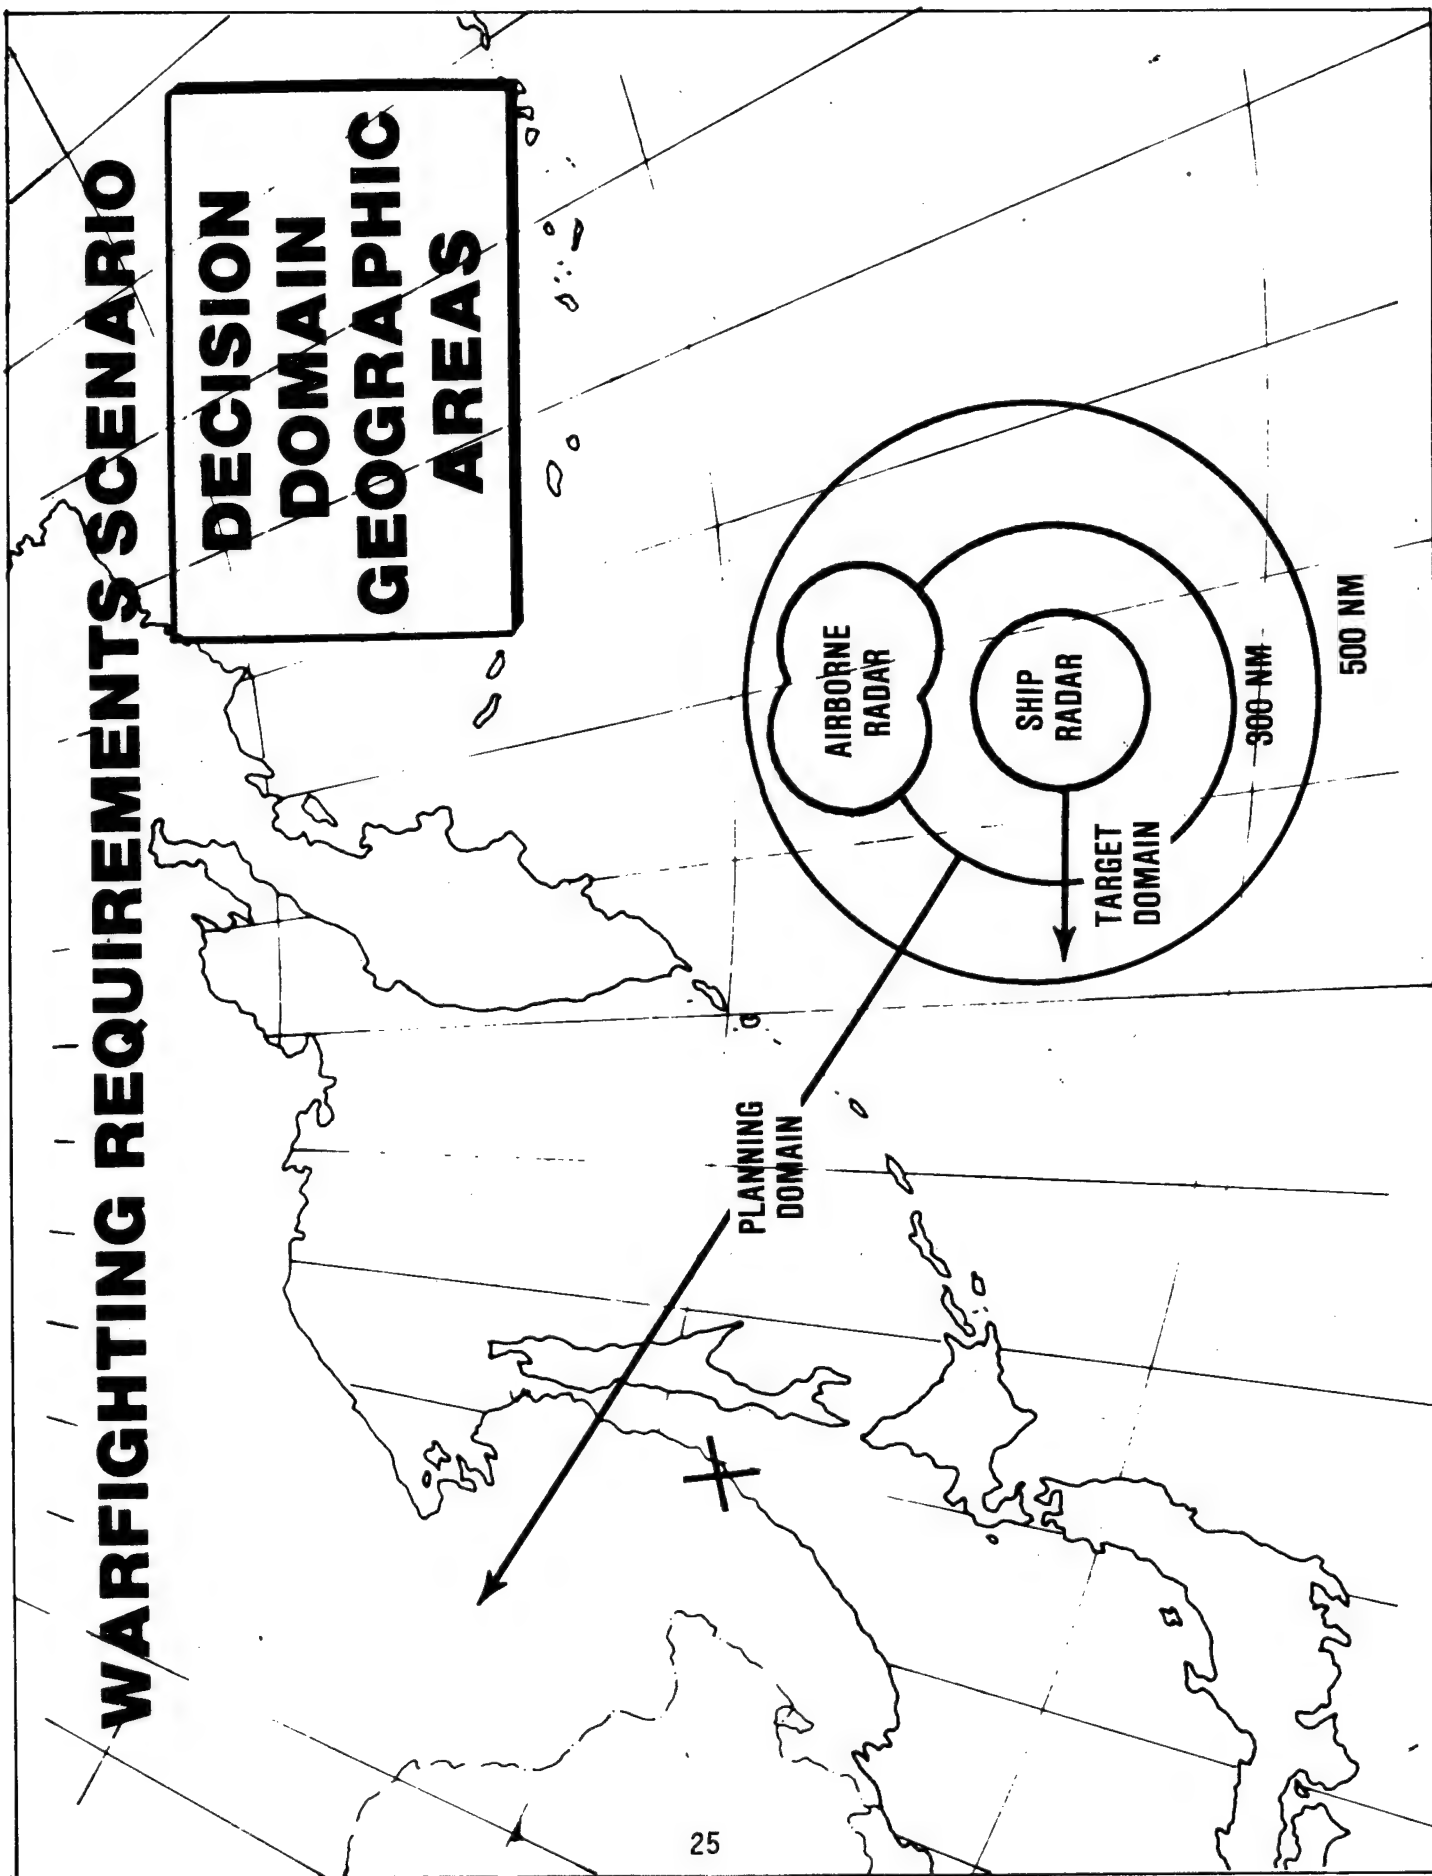 WARFIGHTING REQUIREMENTS SCENARIO
DECISION
DOMAIN
GEOGRAPHIC
AREAS
PLANNING
DOMAIN
AIRBORNE
RADAR
SHIP
RADAR
TARGET
DOMAIN
300 NM
500 NM
25